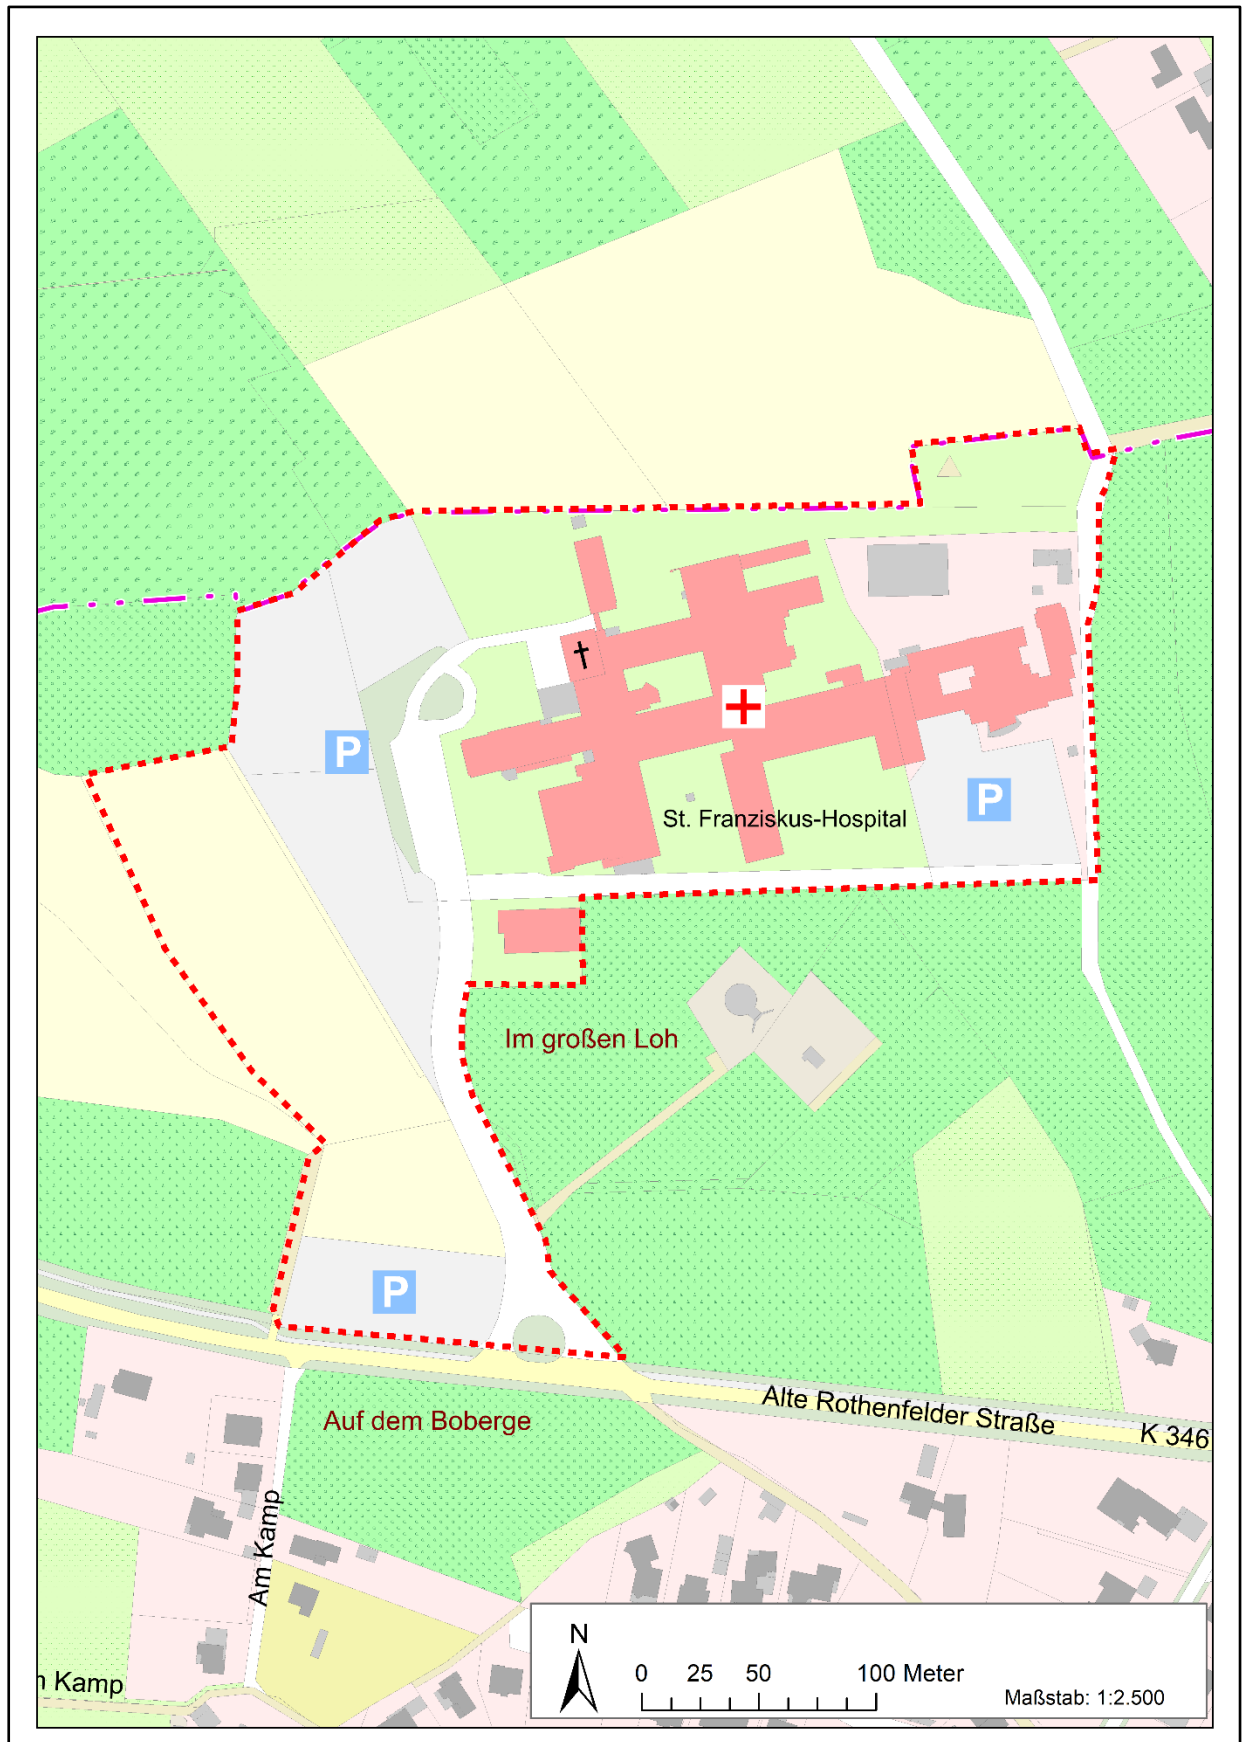 P
P
St. Franziskus-Hospital
Im großen Loh
P
Alte Rothenfelder Straße
K 346
Auf dem Boberge
Am Kamp
Kamp
N
0 25 50 100 Meter
Maßstab: 1:2.500